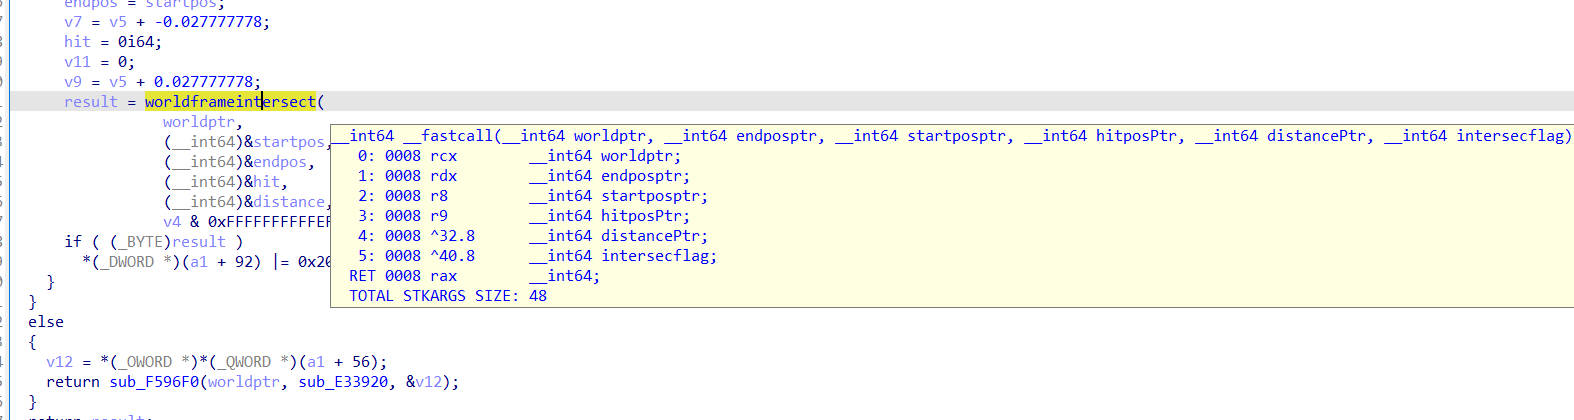 endpos = startpos;
v7 = v5 + -0.027777778;
hit = 0i64;
v11 = 0;
v9 = v5 + 0.027777778;
result = worldframeintersect(
worldptr,
(__int64)&startpos,
(__int64)&endpos,
(__int64)&hit,
(__int64)&distance,
v4 & 0xFFFFFFFFFFEF
if ( (_BYTE)result )
*(_DWORD *)(a1 + 92) |= 0x20
}
}
else
{
v12 = *(_OWORD *)*(_QWORD *)(a1 + 56);
return sub_F596F0(worldptr, sub_E33920, &v12);
}
return result;
__int64 __fastcall(__int64 worldptr, __int64 endposptr, __int64 startposptr, __int64 hitposPtr, __int64 distancePtr, __int64 intersecflag)
0: 0008 rcx __int64 worldptr;
1: 0008 rdx __int64 endposptr;
2: 0008 r8 __int64 startposptr;
3: 0008 r9 __int64 hitposPtr;
4: 0008 ^32.8 __int64 distancePtr;
5: 0008 ^40.8 __int64 intersecflag;
RET 0008 rax __int64;
TOTAL STKARGS SIZE: 48